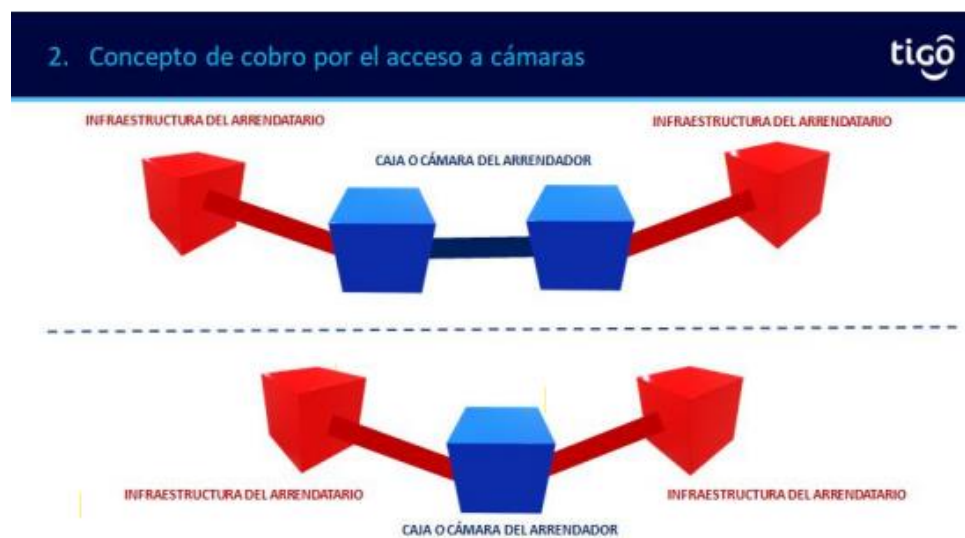 2. Concepto de cobro por el acceso a cámaras
tigo
INFRAESTRUCTURA DEL ARRENDATARIO
INFRAESTRUCTURA DEL ARRENDATARIO
CAJA O CÁMARA DEL ARRENDADOR
INFRAESTRUCTURA DEL ARRENDATARIO
INFRAESTRUCTURA DEL ARRENDATARIO
CAJA O CÁMARA DEL ARRENDADOR